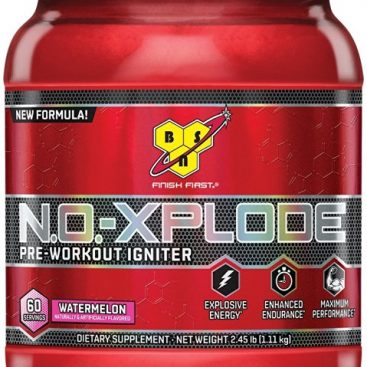 NEW FORMULA!
B S
N
FINISH FIRST.®
N.O.-XPLODE
PRE-WORKOUT IGNITER
60
SERVINGS
WATERMELON
NATURALLY & ARTIFICIALLY FLAVORED
EXPLOSIVE
ENERGY*
ENHANCED
ENDURANCE*
MAXIMUM
PERFORMANCE*
DIETARY SUPPLEMENT • NET WEIGHT 2.45 lb (1.11 kg)